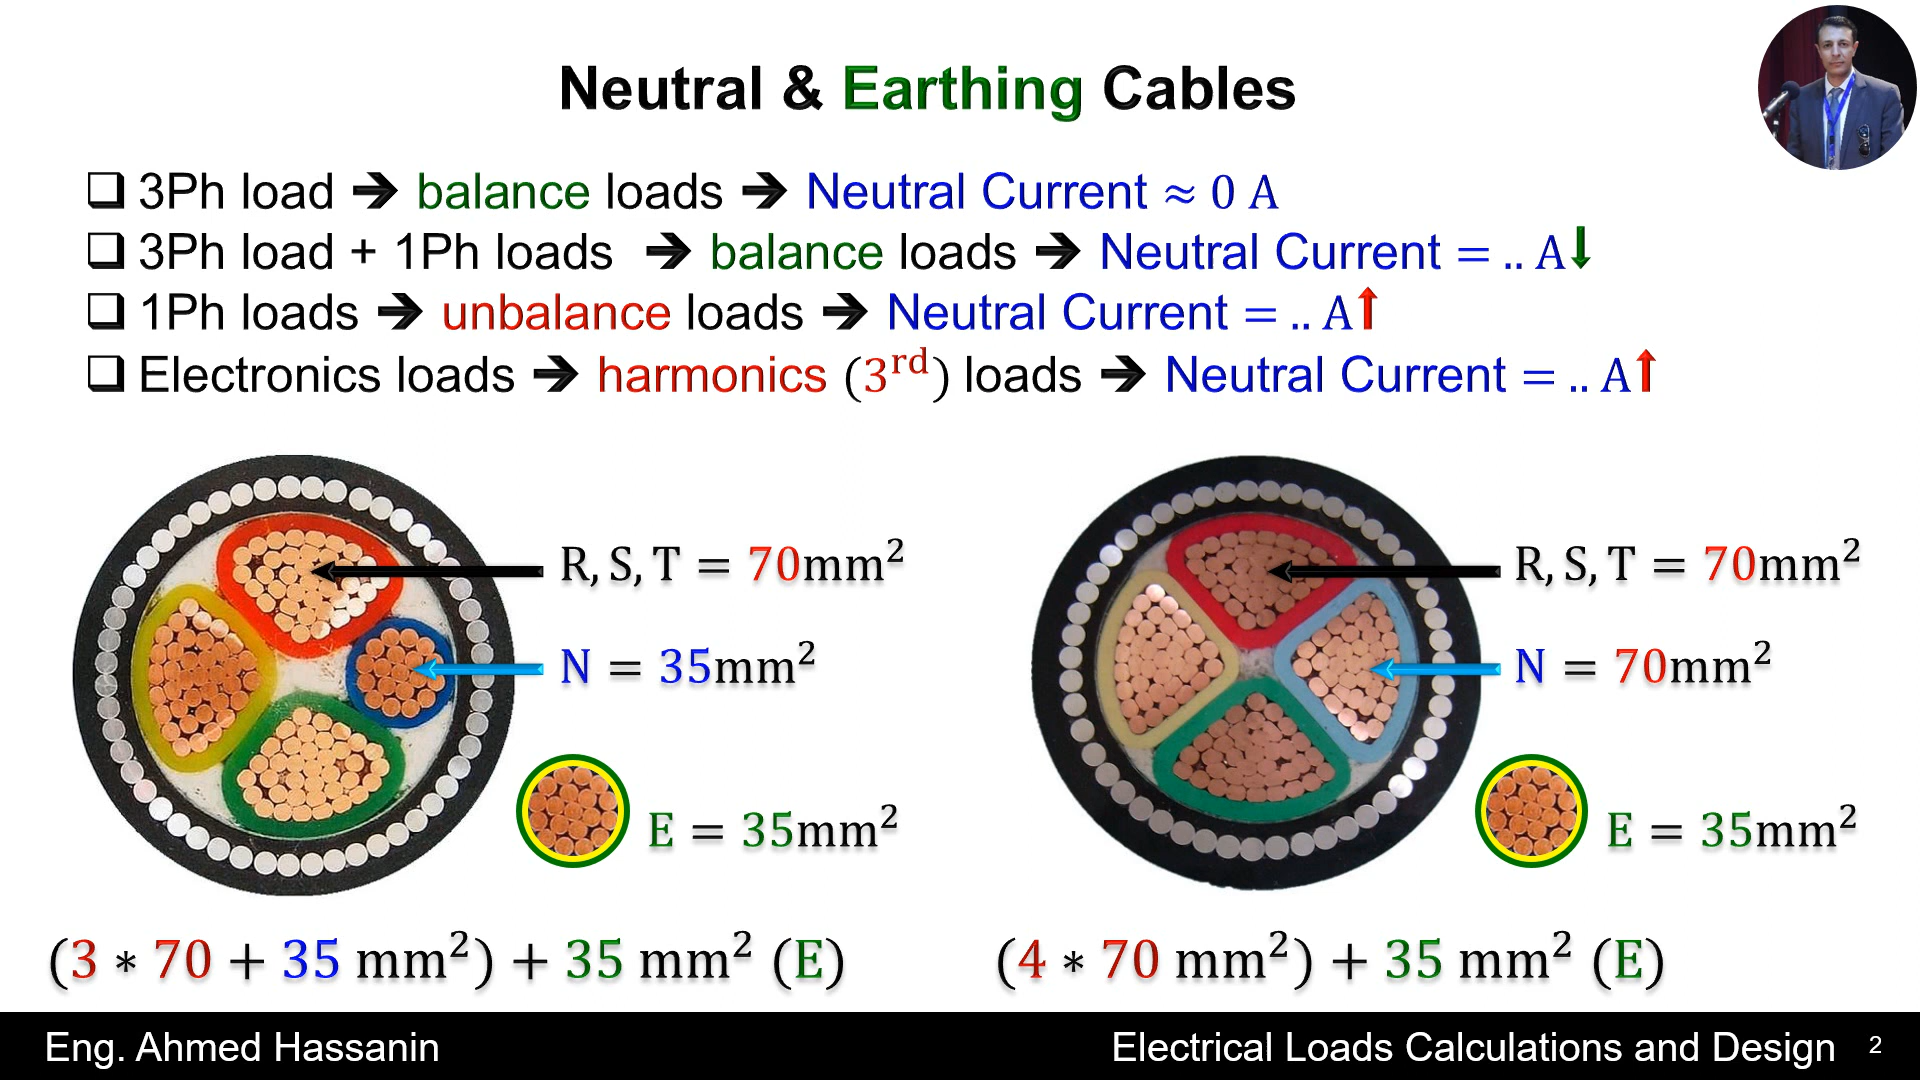 Neutral & Earthing Cables
❑ 3Ph load ➔ balance loads ➔ Neutral Current ≈ 0 A
❑ 3Ph load + 1Ph loads ➔ balance loads ➔ Neutral Current = .. A⬇
❑ 1Ph loads ➔ unbalance loads ➔ Neutral Current = .. A⬆
❑ Electronics loads ➔ harmonics (3ʳᵈ) loads ➔ Neutral Current = .. A⬆
R, S, T = 70mm²
N = 35mm²
E = 35mm²
(3 * 70 + 35 mm²) + 35 mm² (E)
R, S, T = 70mm²
N = 70mm²
E = 35mm²
(4 * 70 mm²) + 35 mm² (E)
Eng. Ahmed Hassanin
Electrical Loads Calculations and Design 2